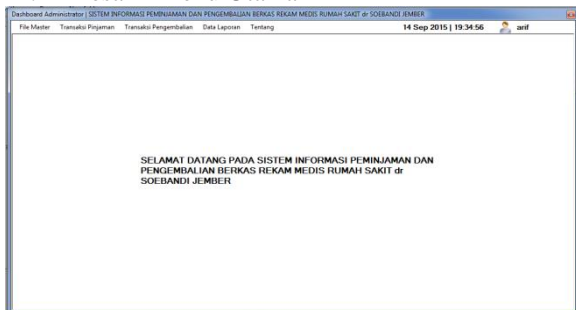 Dashboard Administrator | SISTEM INFORMASI PEMINJAMAN DAN PENGEMBALIAN BERKAS REKAM MEDIS RUMAH SAKIT dr SOEBANDI JEMBER
File Master Transaksi Pinjaman Transaksi Pengembalian Data Laporan Tentang 14 Sep 2015 | 19:34:56 arif
SELAMAT DATANG PADA SISTEM INFORMASI PEMINJAMAN DAN
PENGEMBALIAN BERKAS REKAM MEDIS RUMAH SAKIT dr
SOEBANDI JEMBER